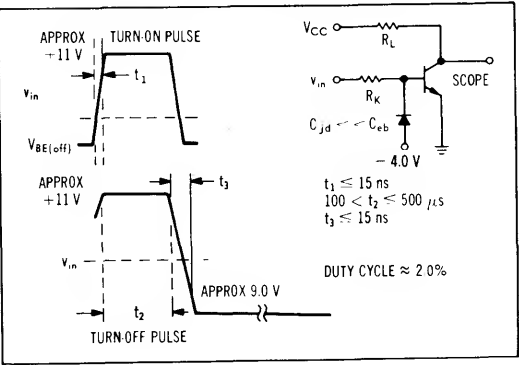 APPROX
+11 V
TURN-ON PULSE
t1
Vin
VBE(off)
APPROX
+11 V
t3
Vin
APPROX 9.0 V
t2
TURN-OFF PULSE
VCC
RL
SCOPE
Vin
RK
Cjd < < Ceb
- 4.0 V
t1 ≤ 15 ns
100 < t2 ≤ 500 μs
t3 ≤ 15 ns
DUTY CYCLE ≈ 2.0%